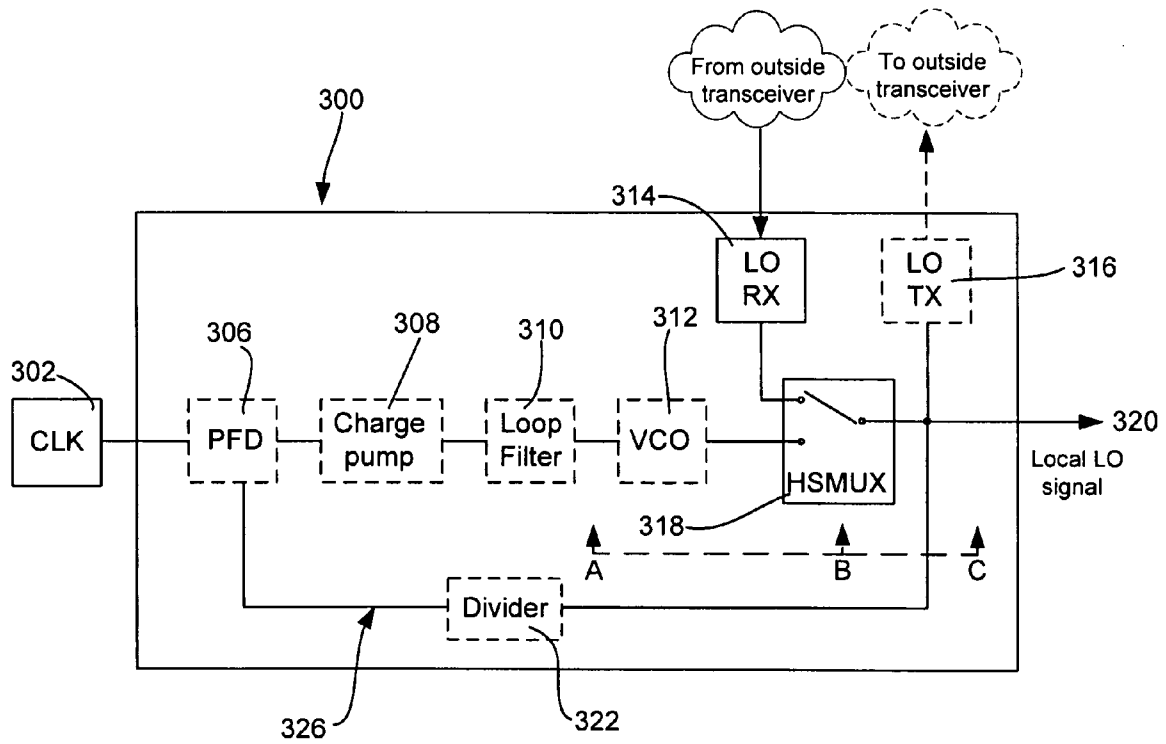 From outside
transceiver
To outside
transceiver
300
314
LO
RX
LO
TX
316
306
308
310
312
302
CLK
PFD
Charge
pump
Loop
Filter
VCO
HSMUX
318
320
Local LO
signal
A
B
C
Divider
326
322